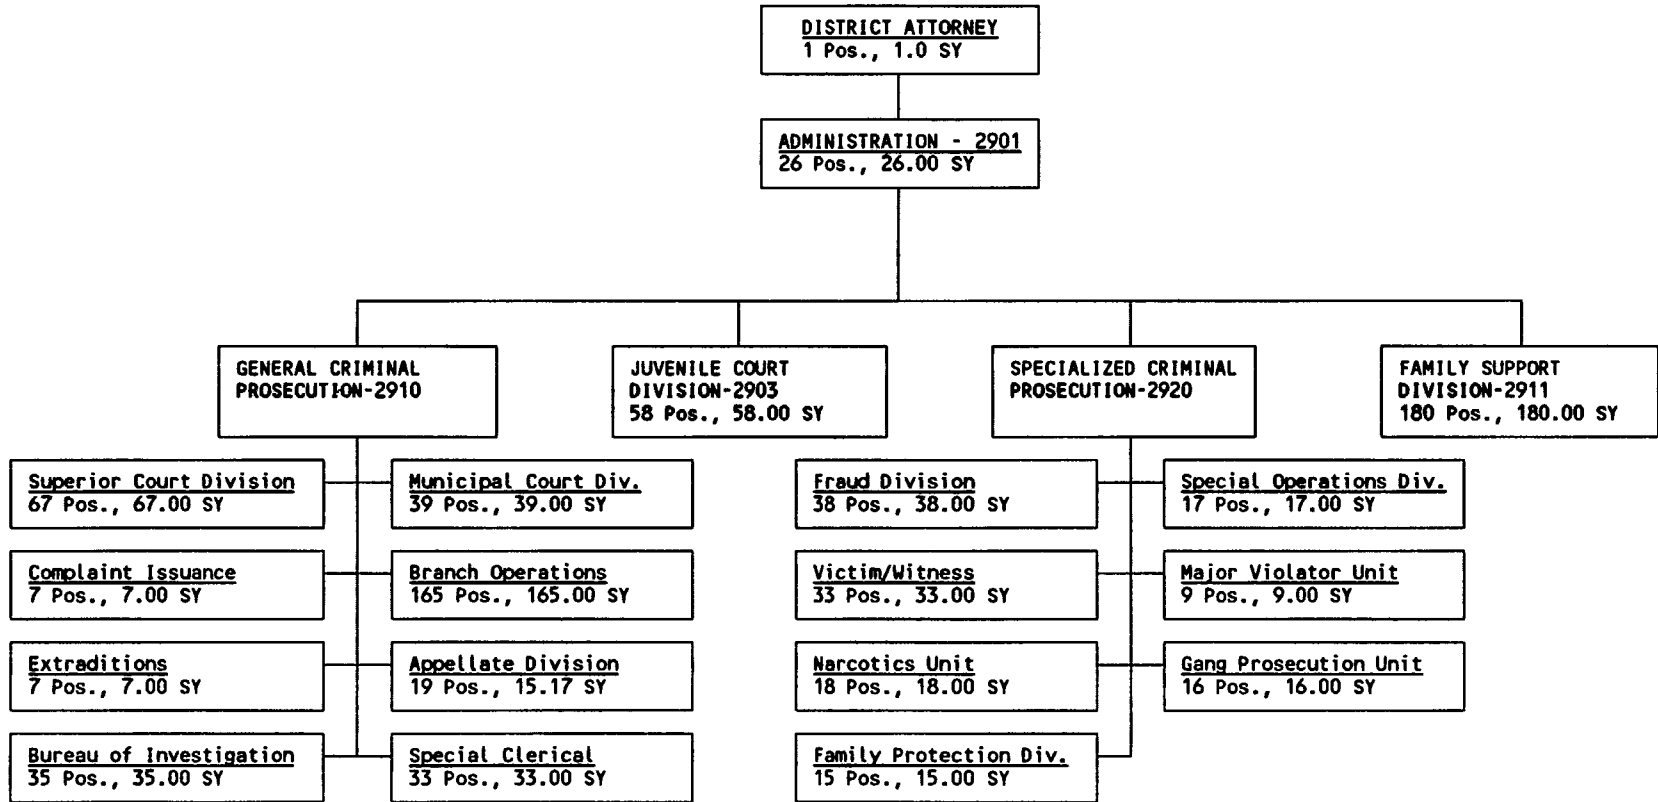 DISTRICT ATTORNEY
1 Pos., 1.0 SY
ADMINISTRATION - 2901
26 Pos., 26.00 SY
GENERAL CRIMINAL
PROSECUTION-2910
JUVENILE COURT
DIVISION-2903
58 Pos., 58.00 SY
SPECIALIZED CRIMINAL
PROSECUTION-2920
FAMILY SUPPORT
DIVISION-2911
180 Pos., 180.00 SY
Superior Court Division
67 Pos., 67.00 SY
Municipal Court Div.
39 Pos., 39.00 SY
Fraud Division
38 Pos., 38.00 SY
Special Operations Div.
17 Pos., 17.00 SY
Complaint Issuance
7 Pos., 7.00 SY
Branch Operations
165 Pos., 165.00 SY
Victim/Witness
33 Pos., 33.00 SY
Major Violator Unit
9 Pos., 9.00 SY
Extraditions
7 Pos., 7.00 SY
Appellate Division
19 Pos., 15.17 SY
Narcotics Unit
18 Pos., 18.00 SY
Gang Prosecution Unit
16 Pos., 16.00 SY
Bureau of Investigation
35 Pos., 35.00 SY
Special Clerical
33 Pos., 33.00 SY
Family Protection Div.
15 Pos., 15.00 SY